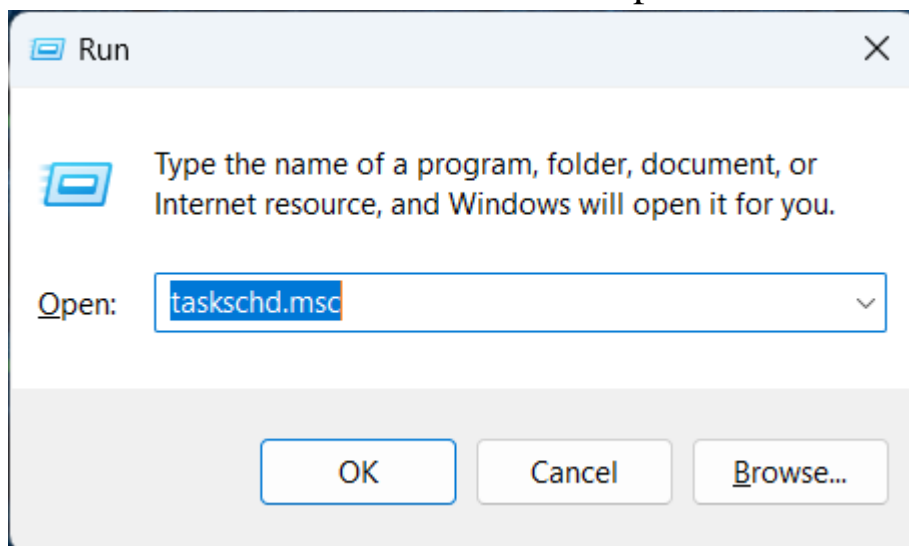 Run
Type the name of a program, folder, document, or
Internet resource, and Windows will open it for you.
Open: taskschd.msc
OK Cancel Browse...